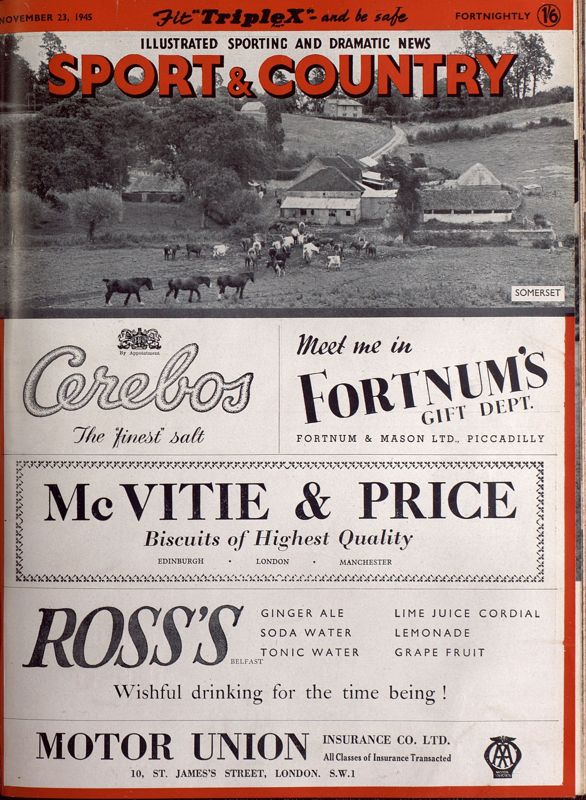 NOVEMBER 23, 1945
Fit "TripleX" - and be safe
FORTNIGHTLY 1/6
ILLUSTRATED SPORTING AND DRAMATIC NEWS
SPORT & COUNTRY
SOMERSET
By Appointment
Cerebos
The "finest" salt
Meet me in
FORTNUM'S
GIFT DEPT.
FORTNUM & MASON LTD., PICCADILLY
McVITIE & PRICE
Biscuits of Highest Quality
EDINBURGH · LONDON · MANCHESTER
ROSS'S
BELFAST
GINGER ALE
SODA WATER
TONIC WATER
LIME JUICE CORDIAL
LEMONADE
GRAPE FRUIT
Wishful drinking for the time being !
MOTOR UNION
INSURANCE CO. LTD.
All Classes of Insurance Transacted
10, ST. JAMES'S STREET, LONDON. S.W.1
AA
MOTOR UNION